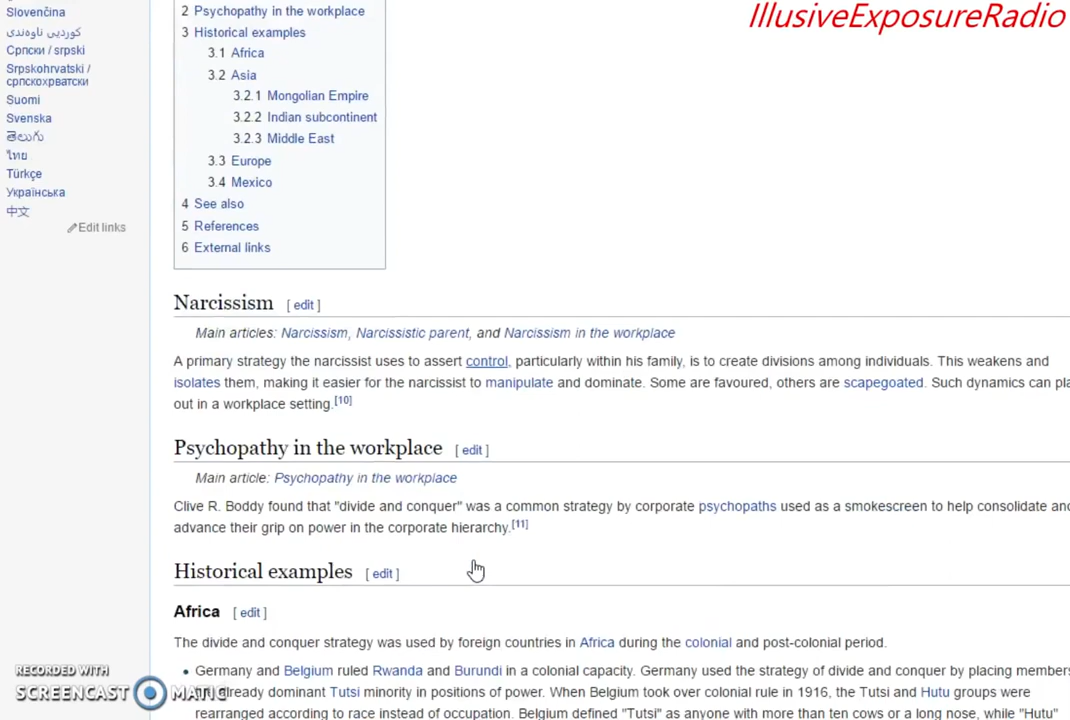 IllusiveExposureRadio
Slovenčina
کوردیی ناوەندی
Српски / srpski
Srpskohrvatski /
српскохрватски
Suomi
Svenska
తెలుగు
ไทย
Türkçe
Українська
中文
Edit links
2 Psychopathy in the workplace
3 Historical examples
3.1 Africa
3.2 Asia
3.2.1 Mongolian Empire
3.2.2 Indian subcontinent
3.2.3 Middle East
3.3 Europe
3.4 Mexico
4 See also
5 References
6 External links
Narcissism [ edit ]
Main articles: Narcissism, Narcissistic parent, and Narcissism in the workplace
A primary strategy the narcissist uses to assert control, particularly within his family, is to create divisions among individuals. This weakens and
isolates them, making it easier for the narcissist to manipulate and dominate. Some are favoured, others are scapegoated. Such dynamics can
out in a workplace setting.[10]
Psychopathy in the workplace [ edit ]
Main article: Psychopathy in the workplace
Clive R. Boddy found that "divide and conquer" was a common strategy by corporate psychopaths used as a smokescreen to help consolidate
advance their grip on power in the corporate hierarchy.[11]
Historical examples [ edit ]
Africa [ edit ]
The divide and conquer strategy was used by foreign countries in Africa during the colonial and post-colonial period.
• Germany and Belgium ruled Rwanda and Burundi in a colonial capacity. Germany used the strategy of divide and conquer by placing
already dominant Tutsi minority in positions of power. When Belgium took over colonial rule in 1916, the Tutsi and Hutu groups were
rearranged according to race instead of occupation. Belgium defined "Tutsi" as anyone with more than ten cows or a long nose, while "Hutu"
RECORDED WITH
SCREENCAST MATIC